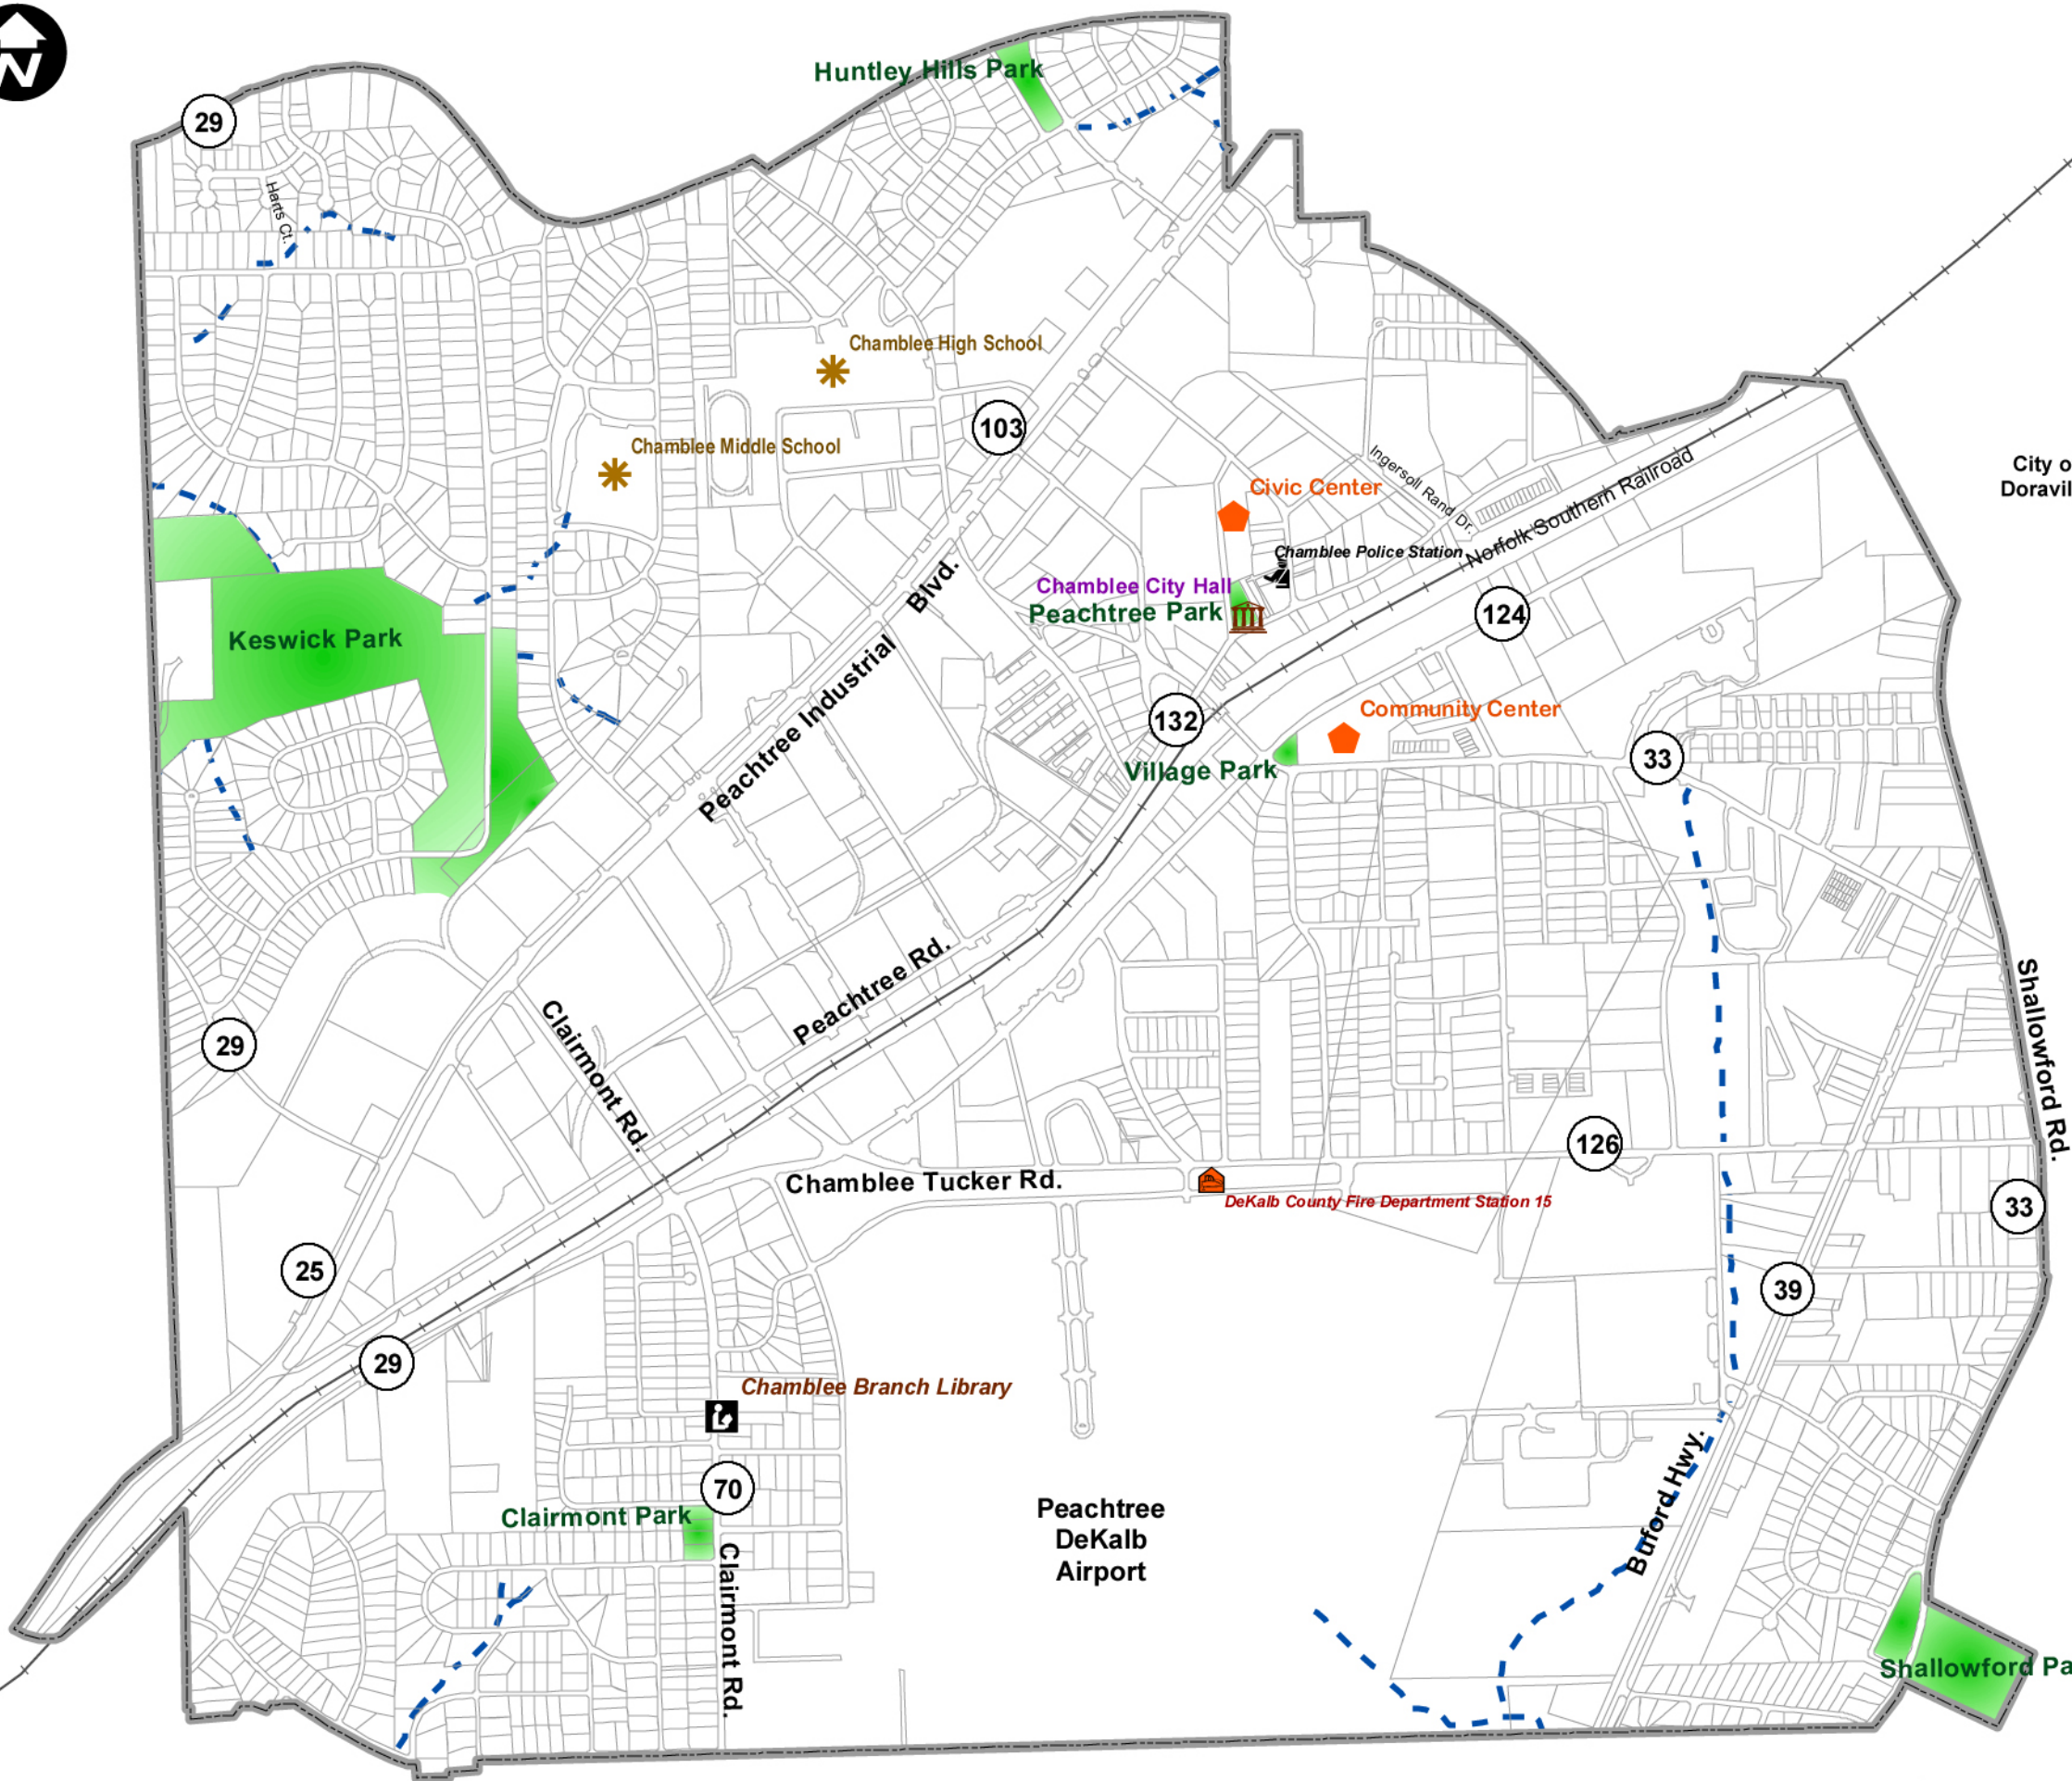 N
Huntley Hills Park
29
Harts Ct.
Chamblee High School
103
Chamblee Middle School
Ingersoll Rand Dr.
Norfolk Southern Railroad
City o
Doravil
Civic Center
Chamblee Police Station
Chamblee City Hall
Peachtree Park
124
Keswick Park
Peachtree Industrial Blvd.
132
Community Center
33
Village Park
Peachtree Rd.
Shallowford Rd.
29
Clairmont Rd.
126
Chamblee Tucker Rd.
DeKalb County Fire Department Station 15
33
25
39
29
Chamblee Branch Library
70
Clairmont Park
Peachtree
DeKalb
Airport
Buford Hwy.
Clairmont Rd.
Shallowford Pa